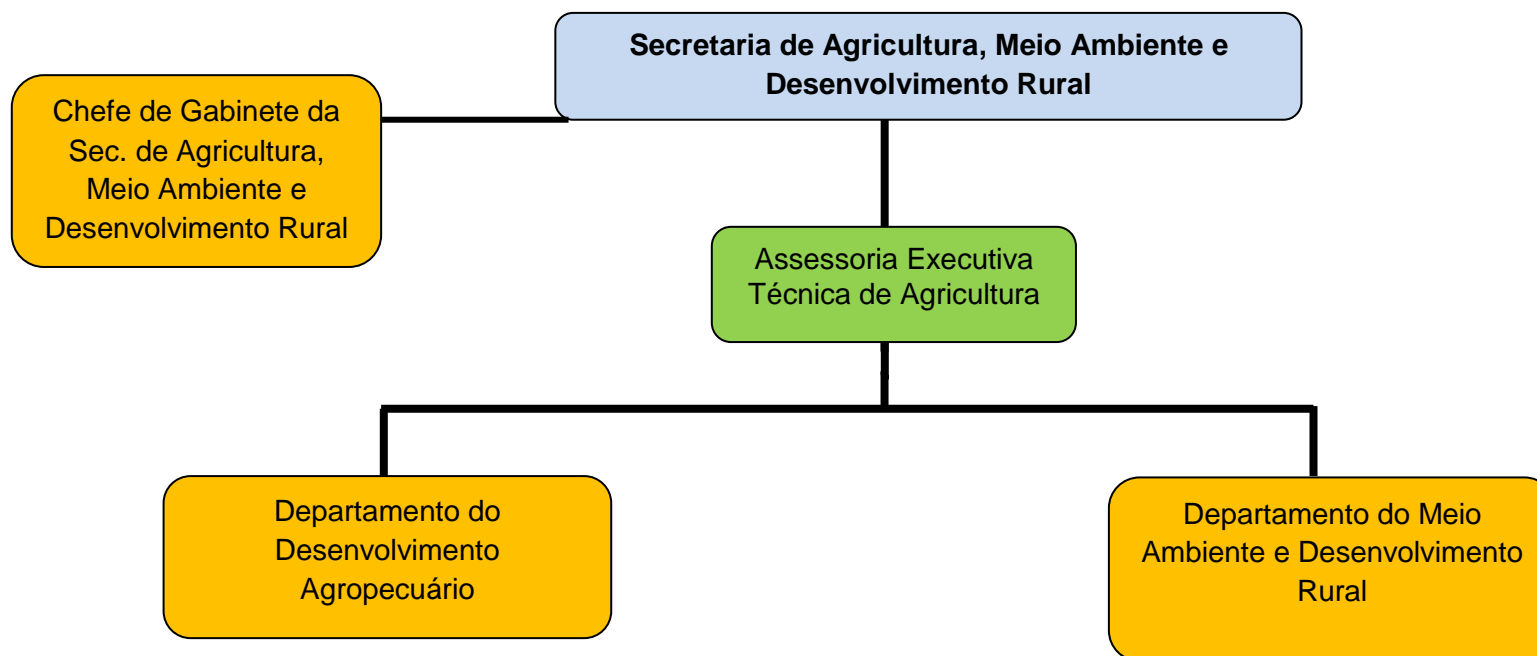 Secretaria de Agricultura, Meio Ambiente e
Desenvolvimento Rural
Chefe de Gabinete da
Sec. de Agricultura,
Meio Ambiente e
Desenvolvimento Rural
Assessoria Executiva
Técnica de Agricultura
Departamento do
Desenvolvimento
Agropecuário
Departamento do Meio
Ambiente e Desenvolvimento
Rural